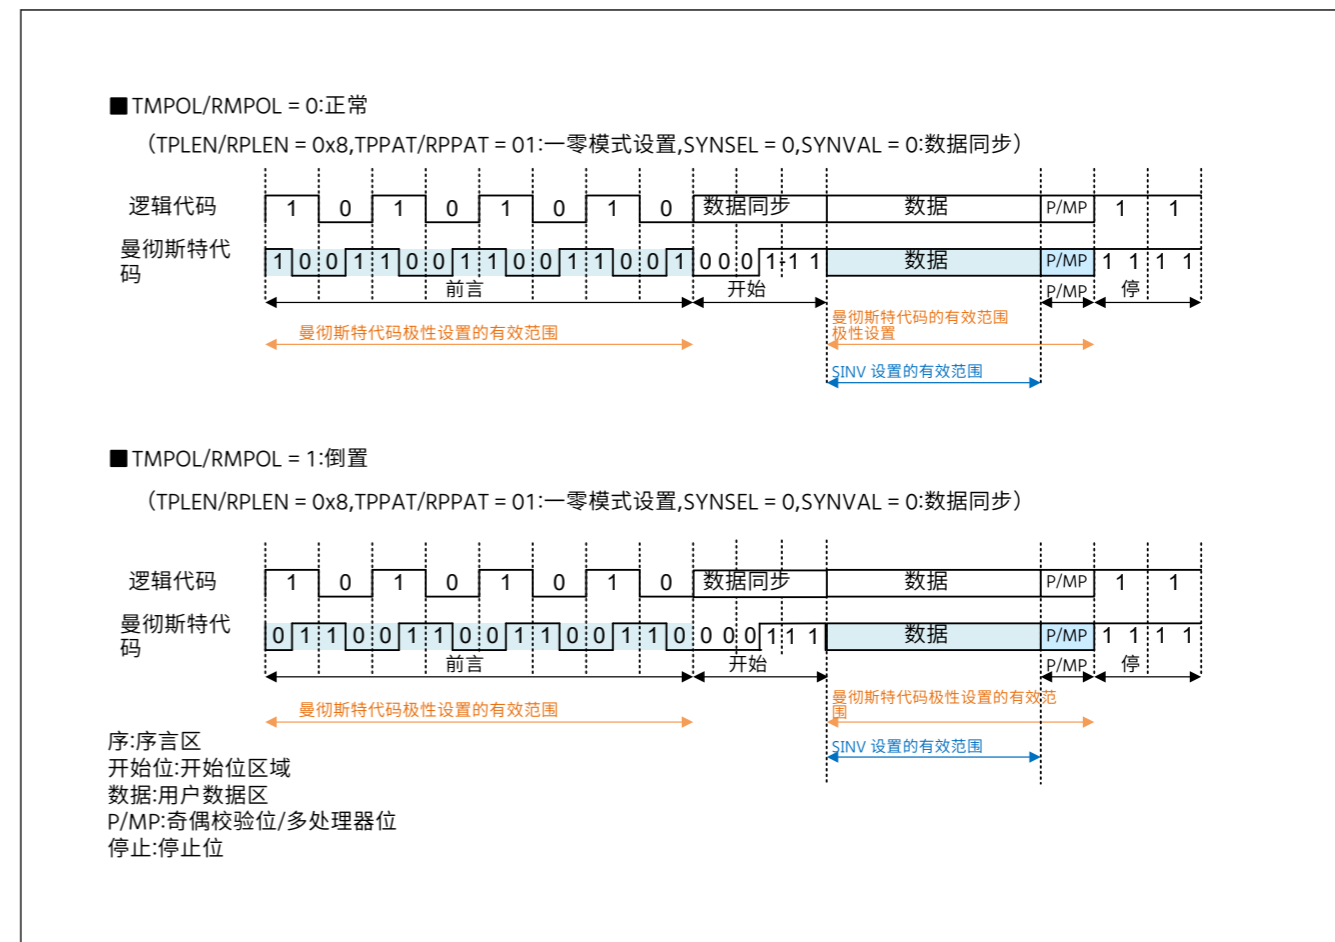 ■TMPOL/RMPOL = 0:正常
（TPLEN/RPLEN = 0x8,TPPAT/RPPAT = 01:一零模式设置,SYNSEL = 0,SYNVAL = 0:数据同步）
逻辑代码 1 0 1 0 1 0 1 0 数据同步 数据 P/MP 1 1
曼彻斯特代
码
1 0 0 1 1 0 0 1 1 0 0 1 1 0 0 1 0 0 0 1 1 1 数据 P/MP 1 1 1 1
前言 开始 P/MP 停
曼彻斯特代码极性设置的有效范围
曼彻斯特代码的有效范围
极性设置
SINV 设置的有效范围
■TMPOL/RMPOL = 1:倒置
（TPLEN/RPLEN = 0x8,TPPAT/RPPAT = 01:一零模式设置,SYNSEL = 0,SYNVAL = 0:数据同步）
逻辑代码 1 0 1 0 1 0 1 0 数据同步 数据 P/MP 1 1
曼彻斯特代
码
0 1 1 0 0 1 1 0 0 1 1 0 0 1 1 0 0 0 0 1 1 1 数据 P/MP 1 1 1 1
前言 开始 P/MP 停
曼彻斯特代码极性设置的有效范围
曼彻斯特代码极性设置的有效范
围
SINV 设置的有效范围
序:序言区
开始位:开始位区域
数据:用户数据区
P/MP:奇偶校验位/多处理器位
停止:停止位